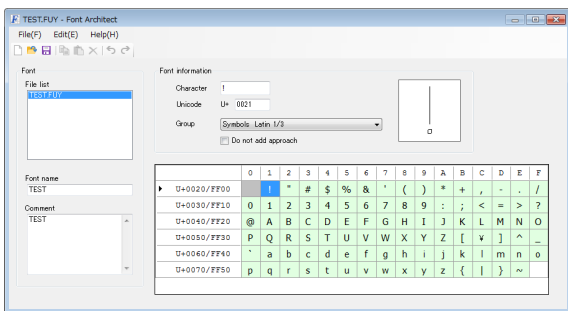 TEST.FUY - Font Architect
File(F) Edit(E) Help(H)
Font
File list
TEST.FUY
Font name
TEST
Comment
TEST
Font information
Character !
Unicode U+ 0021
Group Symbols Latin 1/3
Do not add approach
0 1 2 3 4 5 6 7 8 9 A B C D E F
U+0020/FF00 ! " # $ % & ' ( ) * + , - . /
U+0030/FF10 0 1 2 3 4 5 6 7 8 9 : ; < = > ?
U+0040/FF20 @ A B C D E F G H I J K L M N O
U+0050/FF30 P Q R S T U V W X Y Z [ ¥ ] ^ _
U+0060/FF40 ` a b c d e f g h i j k l m n o
U+0070/FF50 p q r s t u v w x y z { | } ~